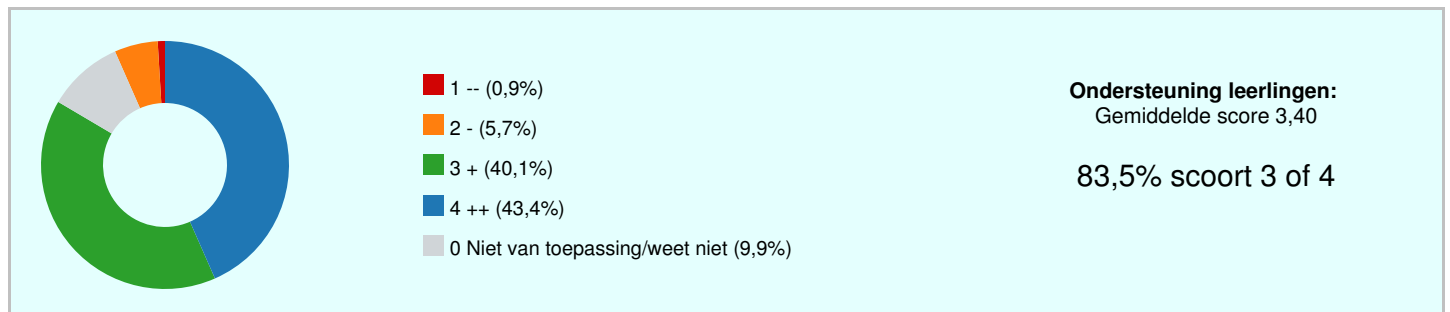 1 -- (0,9%)
2 - (5,7%)
3 + (40,1%)
4 ++ (43,4%)
0 Niet van toepassing/weet niet (9,9%)
Ondersteuning leerlingen:
Gemiddelde score 3,40
83,5% scoort 3 of 4